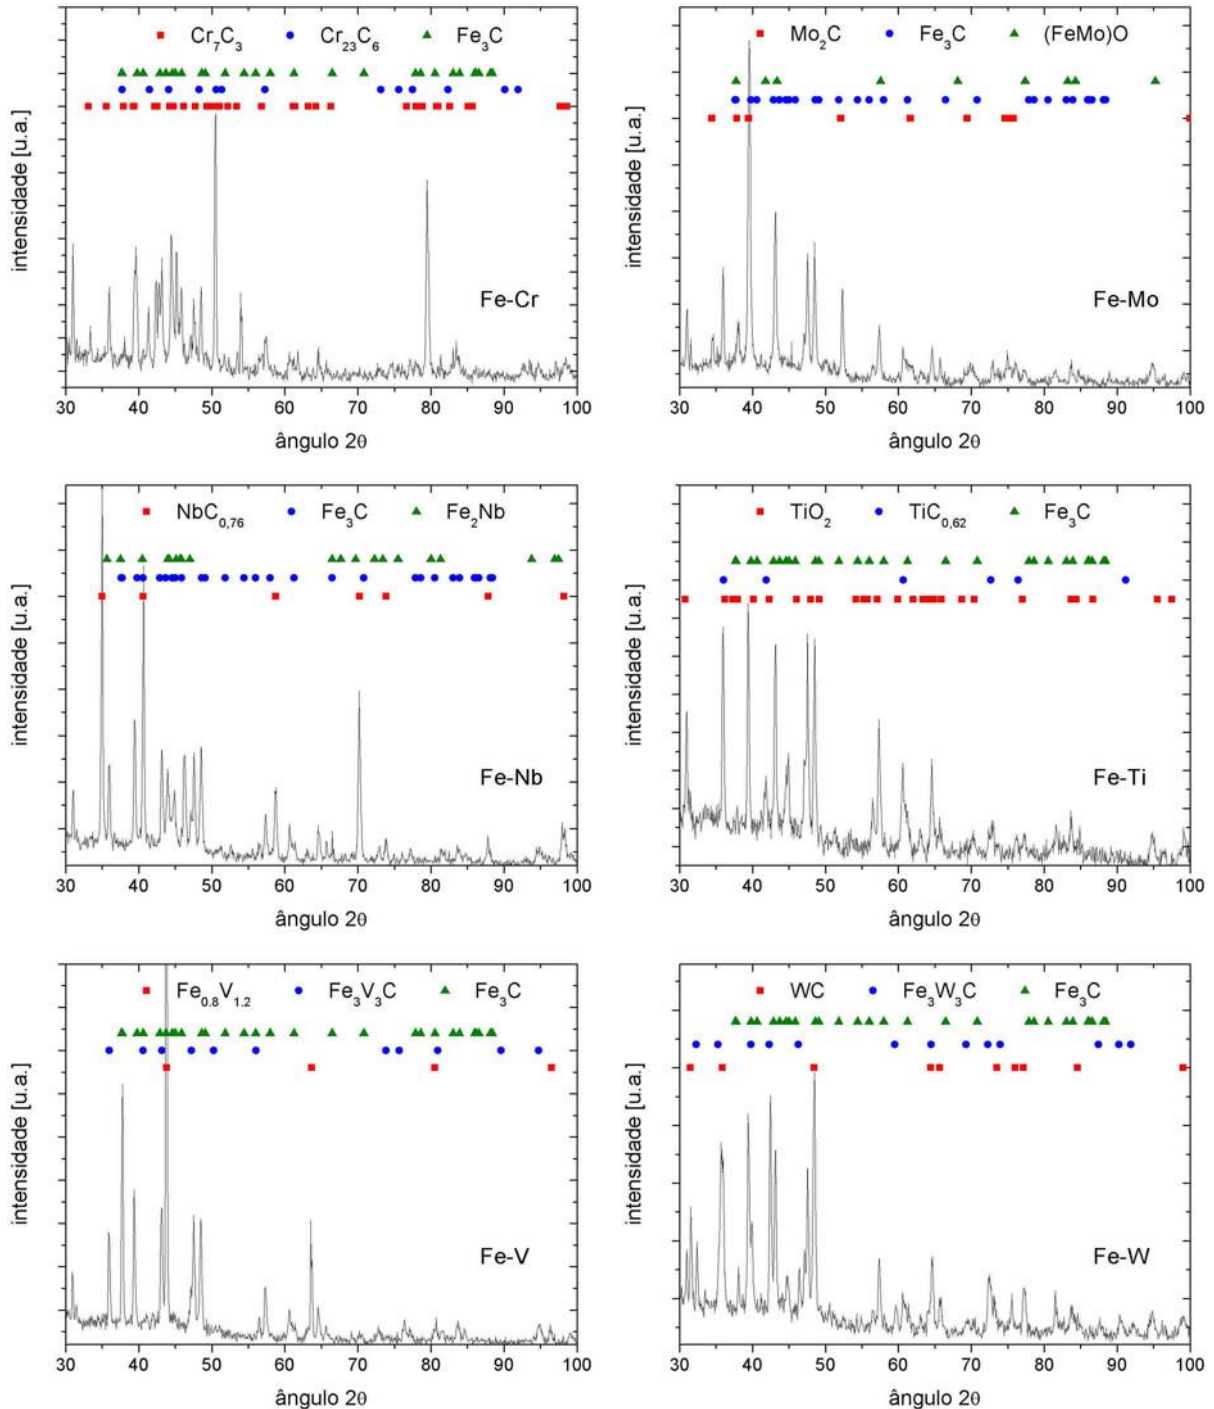 Cr₇C₃ Cr₂₃C₆ Fe₃C
intensidade [u.a.]
Fe-Cr
30 40 50 60 70 80 90 100
ângulo 2θ
Mo₂C Fe₃C (FeMo)O
intensidade [u.a.]
Fe-Mo
30 40 50 60 70 80 90 100
ângulo 2θ
NbC₀,₇₆ Fe₃C Fe₂Nb
intensidade [u.a.]
Fe-Nb
30 40 50 60 70 80 90 100
ângulo 2θ
TiO₂ TiC₀,₆₂ Fe₃C
intensidade [u.a.]
Fe-Ti
30 40 50 60 70 80 90 100
ângulo 2θ
Fe₀.₈V₁.₂ Fe₃V₃C Fe₃C
intensidade [u.a.]
Fe-V
30 40 50 60 70 80 90 100
ângulo 2θ
WC Fe₃W₃C Fe₃C
intensidade [u.a.]
Fe-W
30 40 50 60 70 80 90 100
ângulo 2θ